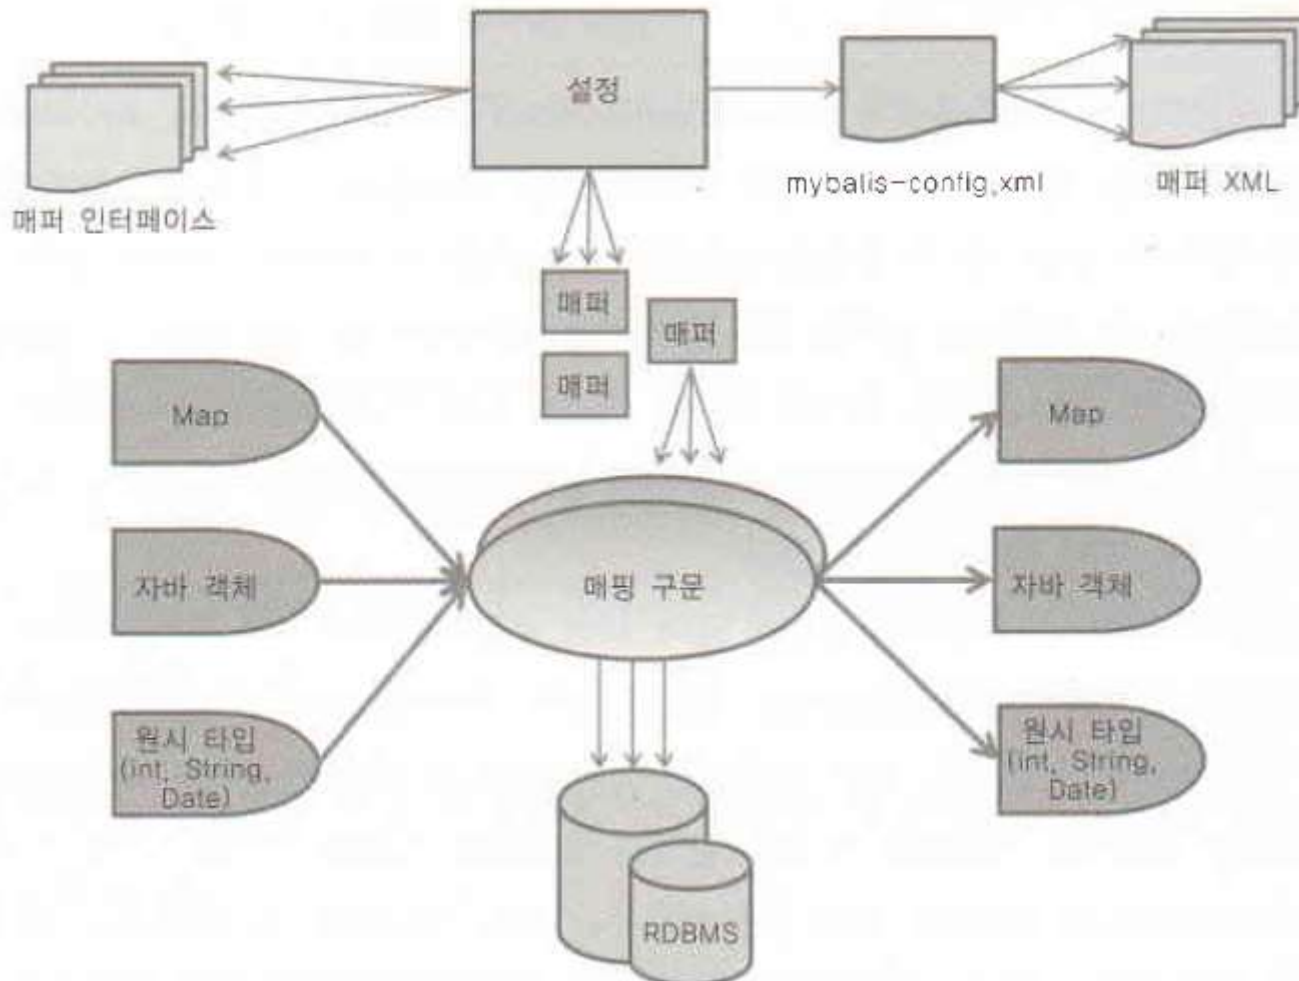 설정
mybatis-config.xml
매퍼 XML
매퍼 인터페이스
매퍼
매퍼
매퍼
Map
Map
자바 객체
매핑 구문
자바 객체
원시 타입
(int, String,
Date)
원시 타입
(int, String,
Date)
RDBMS